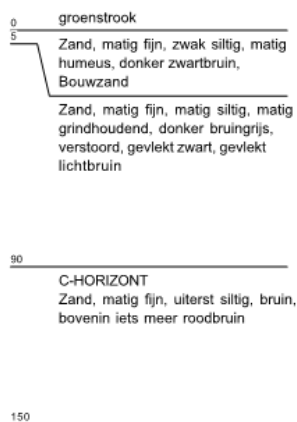 0 groenstrook
5
Zand, matig fijn, zwak siltig, matig
humeus, donker zwartbruin,
Bouwzand
Zand, matig fijn, matig siltig, matig
grindhoudend, donker bruingrijs,
verstoord, gevlekt zwart, gevlekt
lichtbruin
90
C-HORIZONT
Zand, matig fijn, uiterst siltig, bruin,
bovenin iets meer roodbruin
150